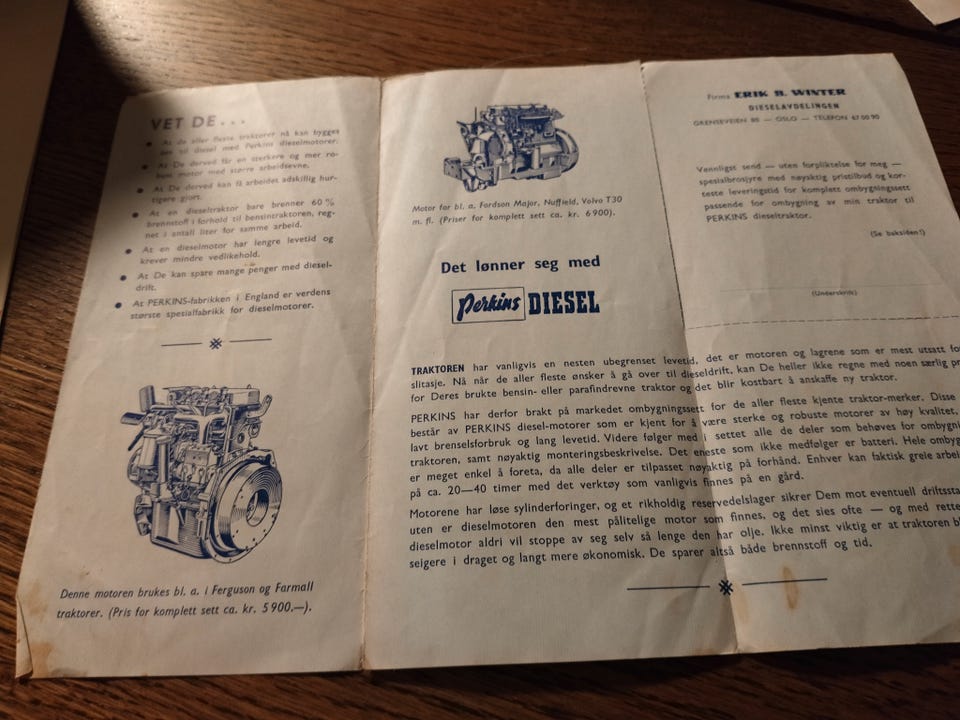 VET DE...
At de aller fleste traktorer nå kan bygges
om til diesel med Perkins dieselmotorer.
At De derved får en sterkere og mer ro-
bust motor med større arbeidsevne.
At De derved kan få arbeidet adskillig hur-
tigere gjort.
At en dieseltraktor bare brenner 60 %
brennstoff i forhold til bensintraktoren, reg-
net i antall liter for samme arbeid.
At en dieselmotor har lengre levetid og
krever mindre vedlikehold.
At De kan spare mange penger med diesel-
drift.
At PERKINS-fabrikken i England er verdens
største spesialfabrikk for dieselmotorer.
Denne motoren brukes bl. a. i Ferguson og Farmall
traktorer. (Pris for komplett sett ca. kr. 5 900.—).
Motor for bl. a. Fordson Major, Nuffield, Volvo T30
m. fl. (Priser for komplett sett ca. kr. 6 900).
Det lønner seg med
Perkins DIESEL
Firma ERIK B. WINTER
DIESELAVDELINGEN
GRENSEVEIEN 80 — OSLO — TELEFON 67 00 90
Vennligst send — uten forpliktelse for meg —
spesialbrosjyre med nøyaktig pristilbud og kor-
teste leveringstid for komplett ombygningssett
passende for ombygning av min traktor til
PERKINS dieseltraktor.
(Se baksiden!)
(Underskrift)
TRAKTOREN har vanligvis en nesten ubegrenset levetid, det er motoren og lagrene som er mest utsatt for
slitasje. Nå når de aller fleste ønsker å gå over til dieseldrift, kan De heller ikke regne med noen særlig
for Deres brukte bensin- eller parafindrevne traktor og det blir kostbart å anskaffe ny traktor.
PERKINS har derfor brakt på markedet ombygningssett for de aller fleste kjente traktor-merker. Disse
består av PERKINS diesel-motorer som er kjent for å være sterke og robuste motorer av høy kvalitet,
lavt brenselsforbruk og lang levetid. Videre følger med i settet alle de deler som behøves for
traktoren, samt nøyaktig monteringsbeskrivelse. Det eneste som ikke medfølger er batteri. Hele
er meget enkel å foreta, da alle deler er tilpasset nøyaktig på forhånd. Enhver kan faktisk greie
på ca. 20—40 timer med det verktøy som vanligvis finnes på en gård.
Motorene har løse sylinderforinger, og et rikholdig reservedelslager sikrer Dem mot eventuell
uten er dieselmotoren den mest pålitelige motor som finnes, og det sies ofte — og med rette
dieselmotor aldri vil stoppe av seg selv så lenge den har olje. Ikke minst viktig er at traktoren
seigere i draget og langt mere økonomisk. De sparer altså både brennstoff og tid.